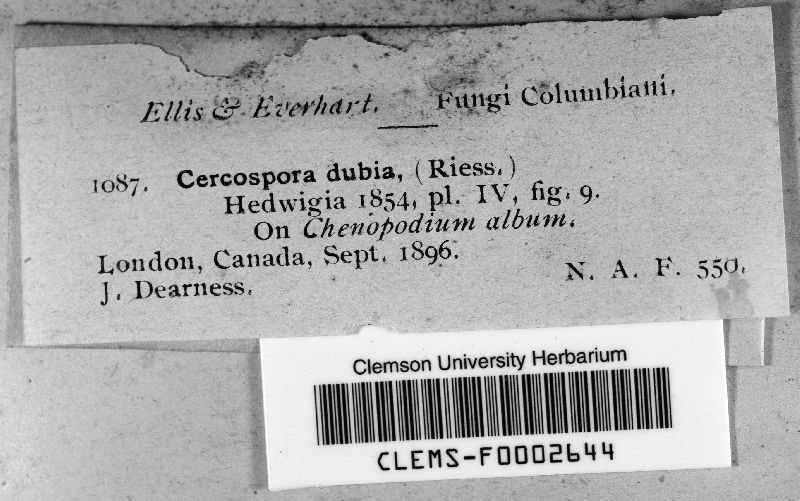 Ellis & Everhart. — Fungi Columbiani.
1087. Cercospora dubia, (Riess.)
Hedwigia 1854, pl. IV, fig. 9.
On Chenopodium album.
London, Canada, Sept. 1896.
J. Dearness. N. A. F. 550.
Clemson University Herbarium
CLEMS-F0002644